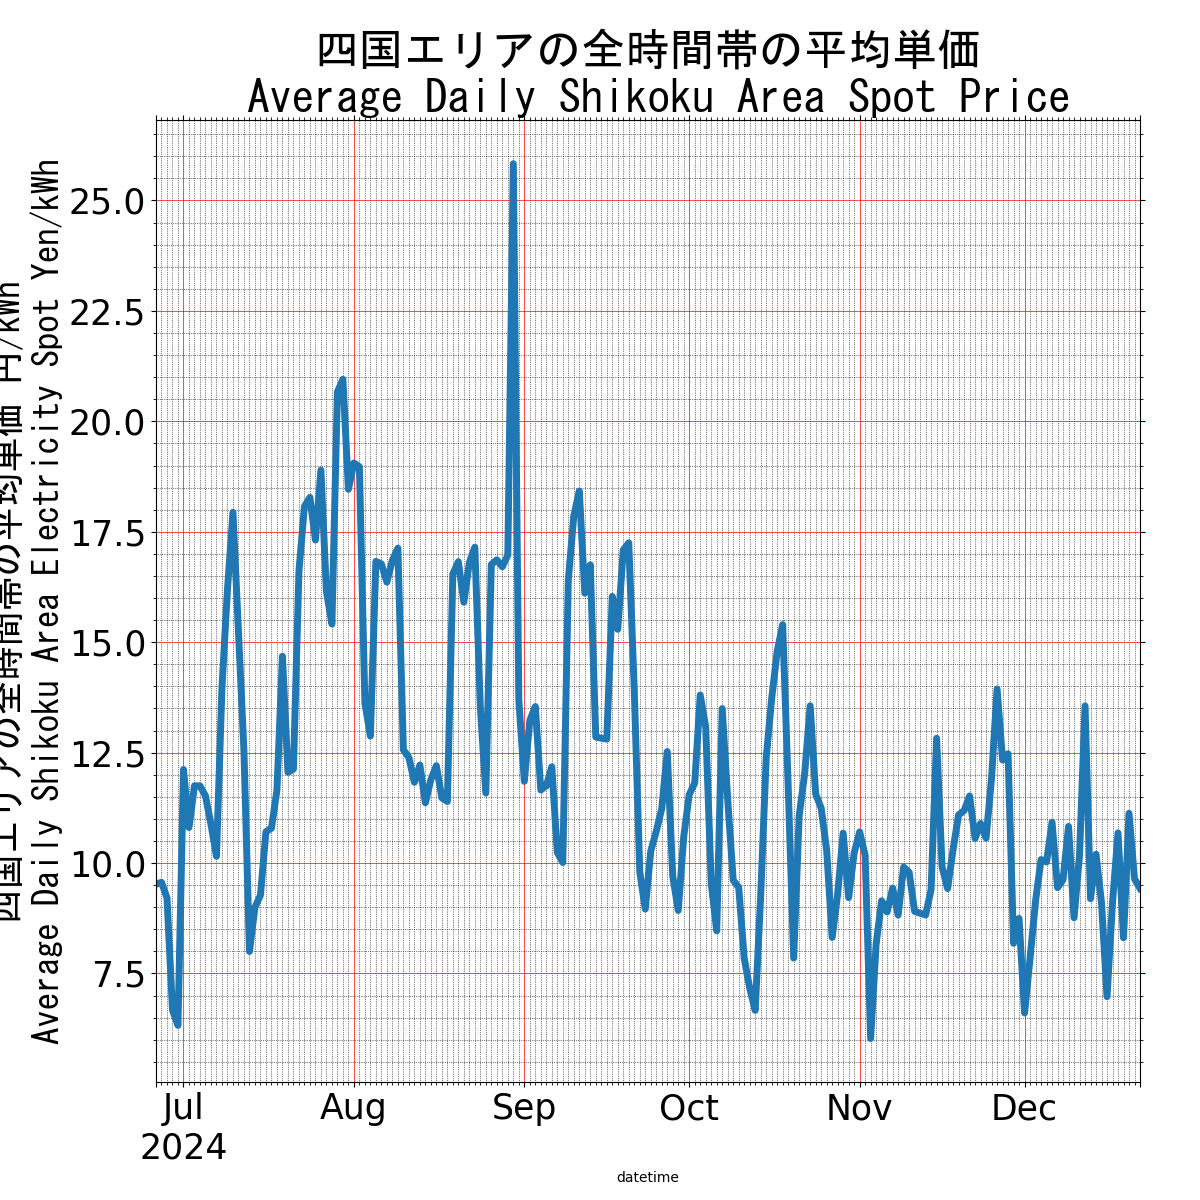 四国エリアの全時間帯の平均単価
Average Daily Shikoku Area Spot Price
四国エリアの全時間帯の平均単価 円/kWh
Average Daily Shikoku Area Electricity Spot Yen/kWh
25.0
22.5
20.0
17.5
15.0
12.5
10.0
7.5
Jul Aug Sep Oct Nov Dec
2024
datetime